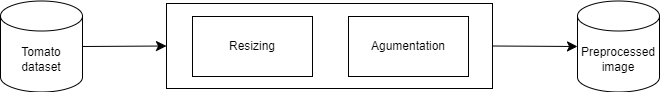 Tomato
dataset
Resizing
Agumentation
Preprocessed
image